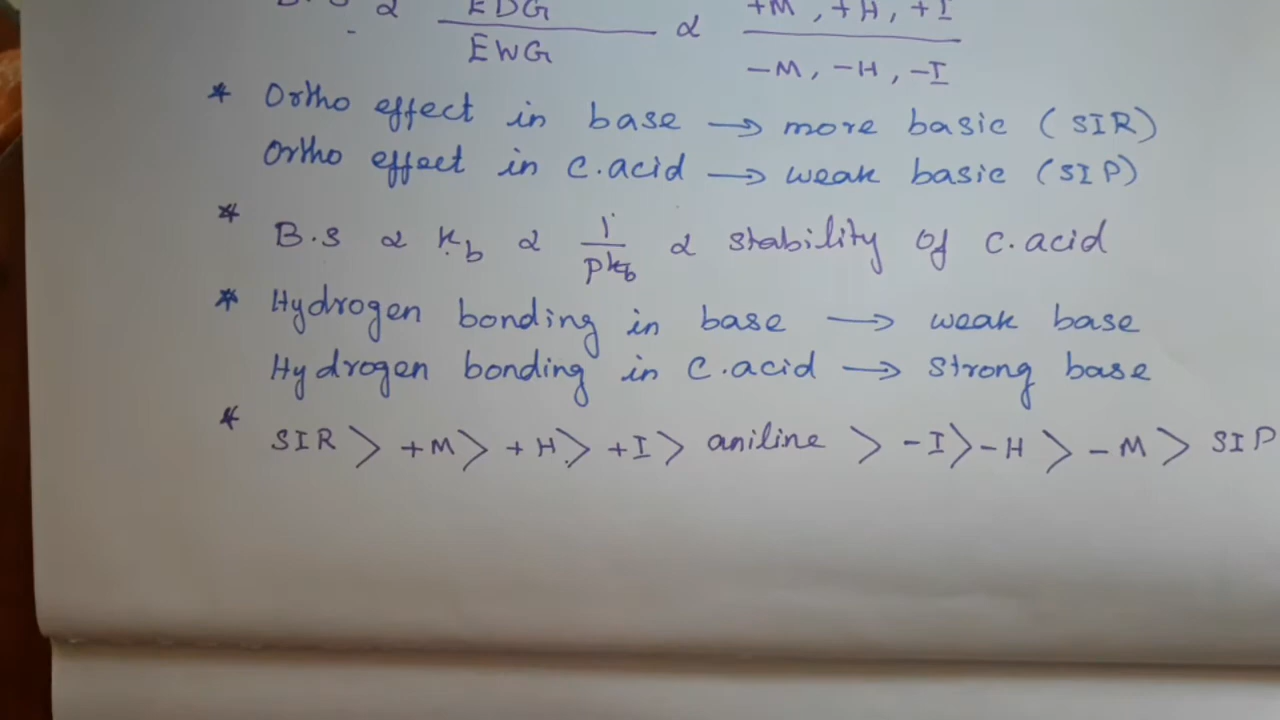 B.S α EDG / EWG α +M, +H, +I / -M, -H, -I
* Ortho effect in base → more basic (SIR)
Ortho effect in c.acid → weak basic (SIP)
* B.S α Kb α 1 / pkb α stability of c.acid
* Hydrogen bonding in base → weak base
Hydrogen bonding in c.acid → strong base
* SIR > +M > +H > +I > aniline > -I > -H > -M > SIP